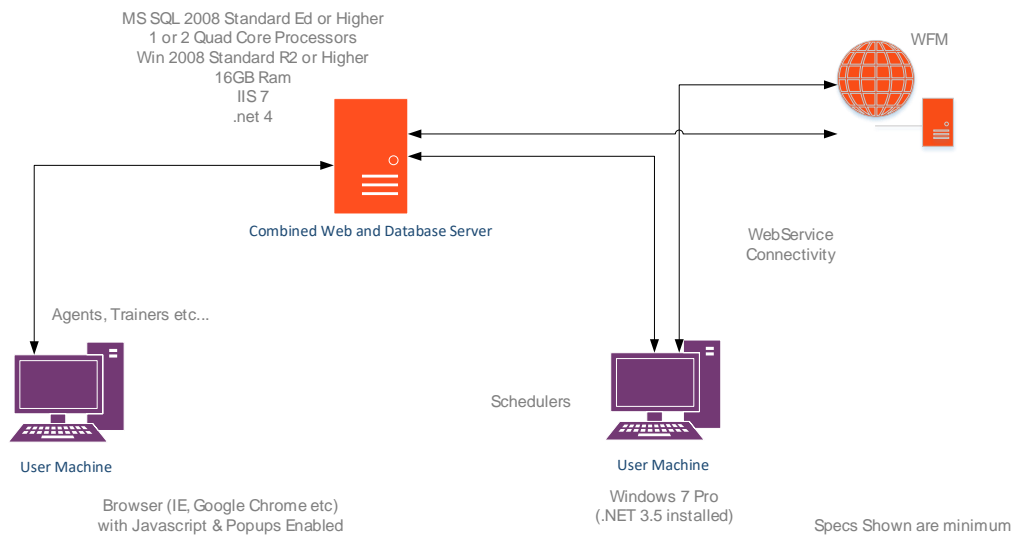 MS SQL 2008 Standard Ed or Higher
1 or 2 Quad Core Processors
Win 2008 Standard R2 or Higher
16GB Ram
IIS 7
.net 4
WFM
Combined Web and Database Server
WebService
Connectivity
Agents, Trainers etc...
Schedulers
User Machine
Browser (IE, Google Chrome etc)
with Javascript & Popups Enabled
User Machine
Windows 7 Pro
(.NET 3.5 installed)
Specs Shown are minimum